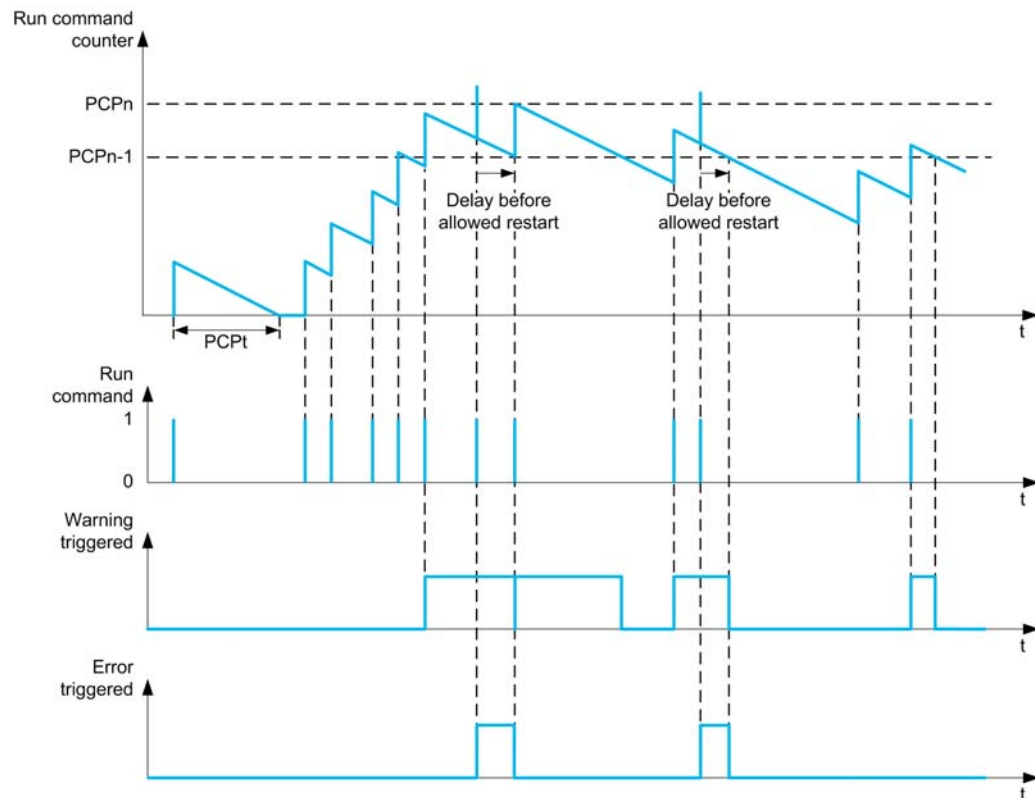 Run command
counter
PCPn
PCPn-1
Delay before
allowed restart
Delay before
allowed restart
PCPt
t
Run
command
1
0
t
Warning
triggered
t
Error
triggered
t